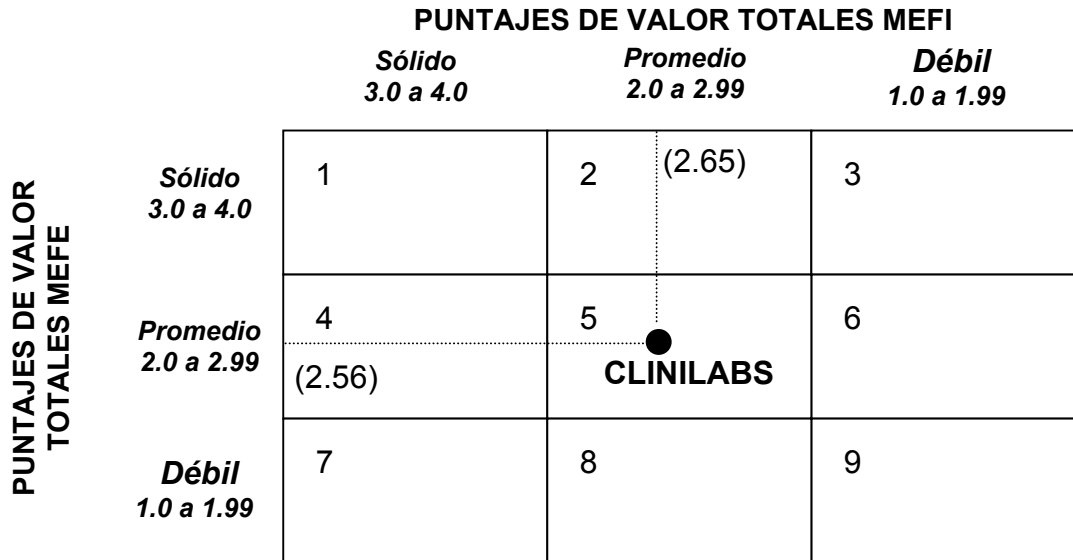 PUNTAJES DE VALOR TOTALES MEFI
Sólido
3.0 a 4.0
Promedio
2.0 a 2.99
Débil
1.0 a 1.99
PUNTAJES DE VALOR
TOTALES MEFE
Sólido
3.0 a 4.0
1
2
(2.65)
3
Promedio
2.0 a 2.99
4
(2.56)
5
CLINILABS
6
Débil
1.0 a 1.99
7
8
9